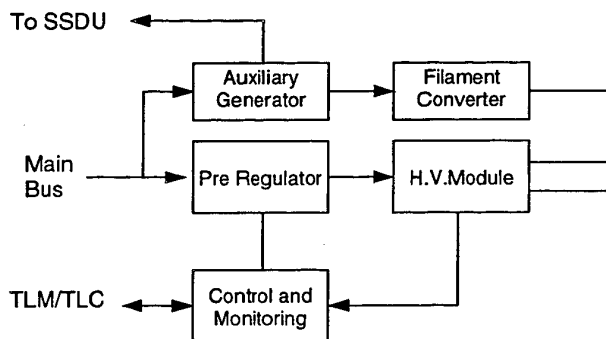 To SSDU
Auxiliary
Generator
Filament
Converter
Main
Bus
Pre Regulator
H.V.Module
TLM/TLC
Control and
Monitoring